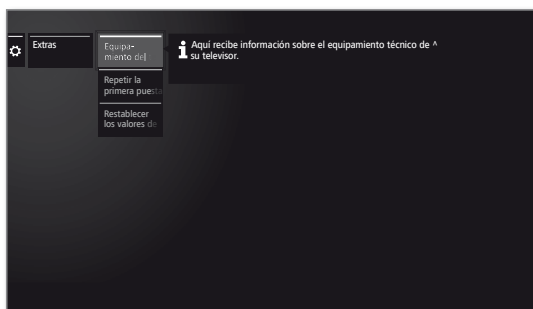 Extras
Equipa-
miento de
Aquí recibe información sobre el equipamiento técnico de ^
su televisor.
Repetir la
primera puesta
Restablecer
los valores de